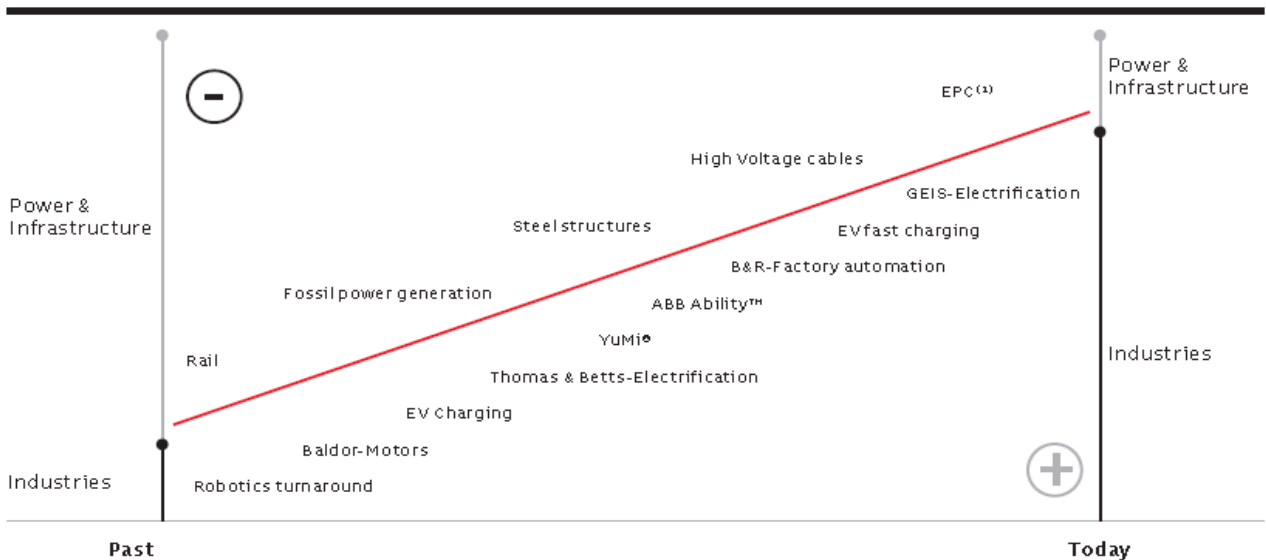 Power &
Infrastructure
EPC⁽¹⁾
High Voltage cables
GEIS-Electrification
Power &
Infrastructure
Steel structures
EV fast charging
B&R-Factory automation
Fossil power generation
ABB Ability™
YuMi®
Rail
Industries
Thomas & Betts-Electrification
EV Charging
Baldor-Motors
Industries
Robotics turnaround
Past
Today